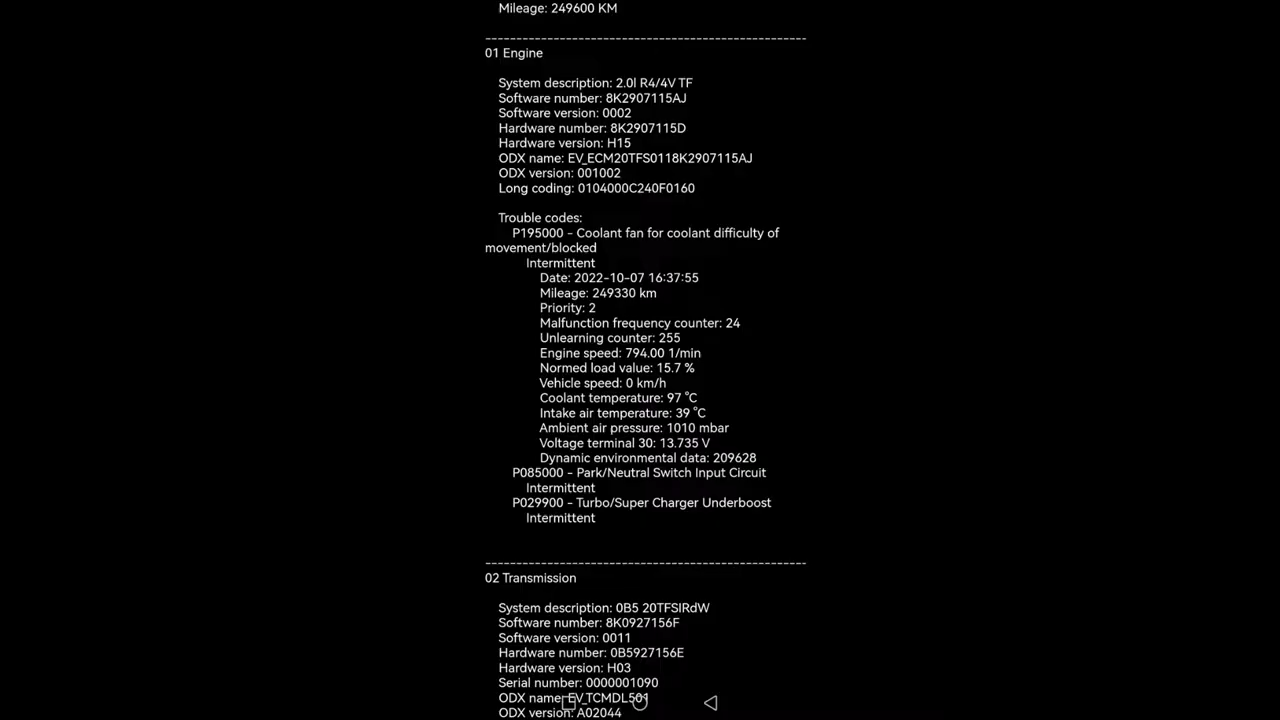 Mileage: 249600 KM
--------------------------------------------------
01 Engine
System description: 2.0l R4/4V TF
Software number: 8K2907115AJ
Software version: 0002
Hardware number: 8K2907115D
Hardware version: H15
ODX name: EV_ECM20TFS0118K2907115AJ
ODX version: 001002
Long coding: 0104000C240F0160
Trouble codes:
P195000 - Coolant fan for coolant difficulty of
movement/blocked
Intermittent
Date: 2022-10-07 16:37:55
Mileage: 249330 km
Priority: 2
Malfunction frequency counter: 24
Unlearning counter: 255
Engine speed: 794.00 1/min
Normed load value: 15.7 %
Vehicle speed: 0 km/h
Coolant temperature: 97 °C
Intake air temperature: 39 °C
Ambient air pressure: 1010 mbar
Voltage terminal 30: 13.735 V
Dynamic environmental data: 209628
P085000 - Park/Neutral Switch Input Circuit
Intermittent
P029900 - Turbo/Super Charger Underboost
Intermittent
--------------------------------------------------
02 Transmission
System description: 0B5 20TFSIRdW
Software number: 8K0927156F
Software version: 0011
Hardware number: 0B5927156E
Hardware version: H03
Serial number: 0000001090
ODX name: EV_TCMDL501
ODX version: A02044